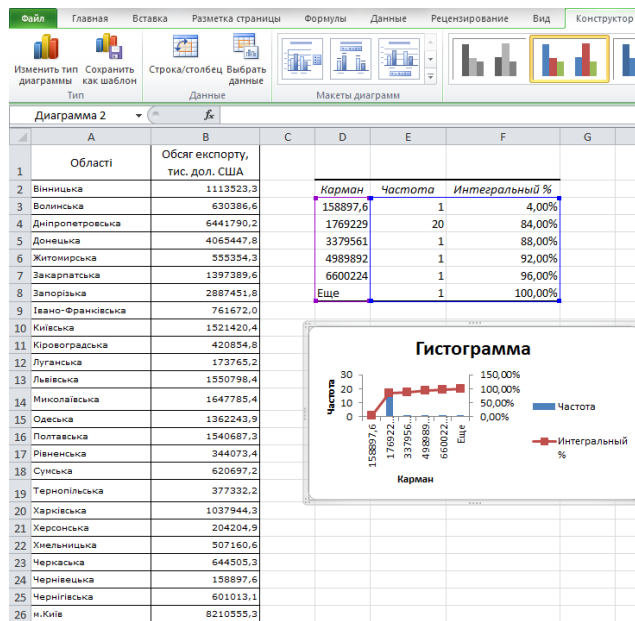 Файл Главная Вставка Разметка страницы Формулы Данные Рецензирование Вид Конструктор
Изменить тип диаграммы Сохранить как шаблон Строка/столбец Выбрать данные
Тип Данные Макеты диаграмм
Диаграмма 2 fx
A B C D E F G
1 Області Обсяг експорту, тис. дол. США
2 Вінницька 1113523,3 Карман Частота Интегральный %
3 Волинська 630386,6 158897,6 1 4,00%
4 Дніпропетровська 6441790,2 1769229 20 84,00%
5 Донецька 4065447,8 3379561 1 88,00%
6 Житомирська 555354,3 4989892 1 92,00%
7 Закарпатська 1397389,6 6600224 1 96,00%
8 Запорізька 2887451,8 Еще 1 100,00%
9 Івано-Франківська 761672,0
10 Київська 1521420,4
11 Кіровоградська 420854,8
12 Луганська 173765,2
13 Львівська 1550798,4
14 Миколаївська 1647785,4
15 Одеська 1362243,9
16 Полтавська 1540687,3
17 Рівненська 344073,4
18 Сумська 620697,2
19 Тернопільська 377332,2
20 Харківська 1037944,3
21 Херсонська 204204,9
22 Хмельницька 507160,6
23 Черкаська 644505,3
24 Чернівецька 158897,6
25 Чернігівська 601013,1
26 м.Київ 8210555,3
Гистограмма
Частота
30 150,00%
20 100,00%
10 50,00%
0 0,00%
158897,6
176922...
337956...
498989...
660022...
Еще
Карман
Частота
Интегральный
%